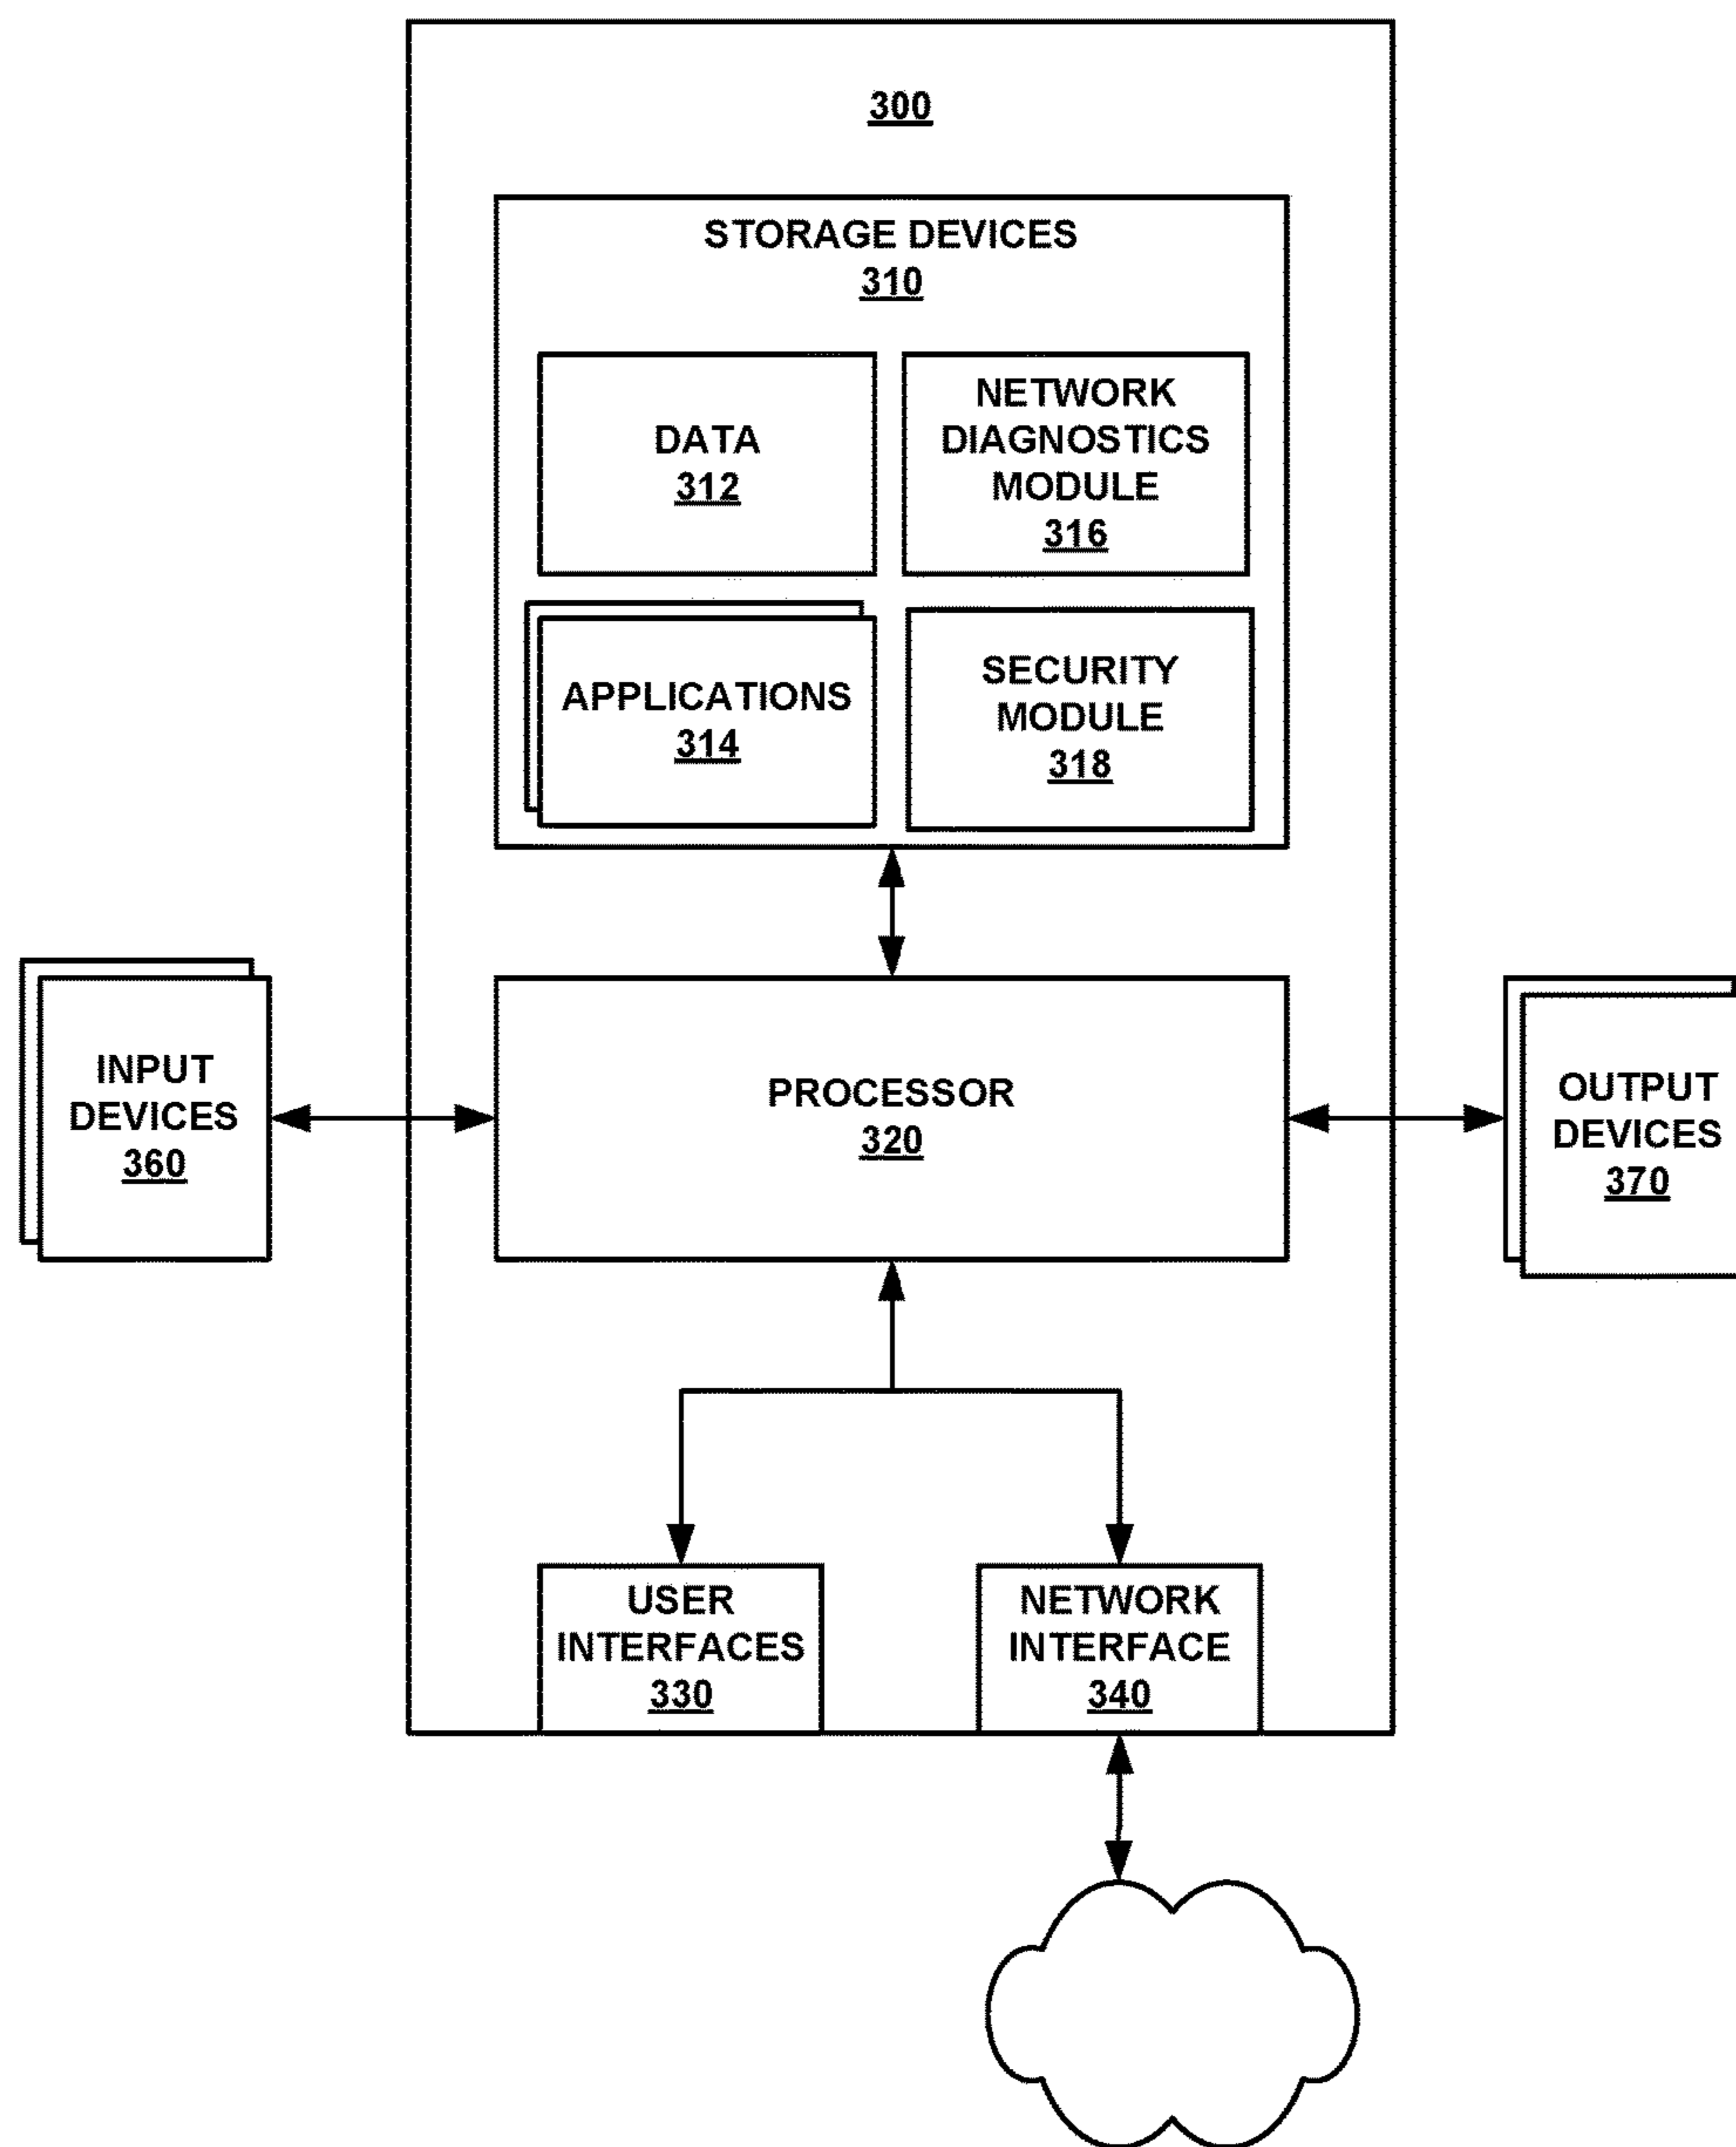 300
STORAGE DEVICES
310
DATA
312
NETWORK
DIAGNOSTICS
MODULE
316
APPLICATIONS
314
SECURITY
MODULE
318
INPUT
DEVICES
360
PROCESSOR
320
OUTPUT
DEVICES
370
USER
INTERFACES
330
NETWORK
INTERFACE
340